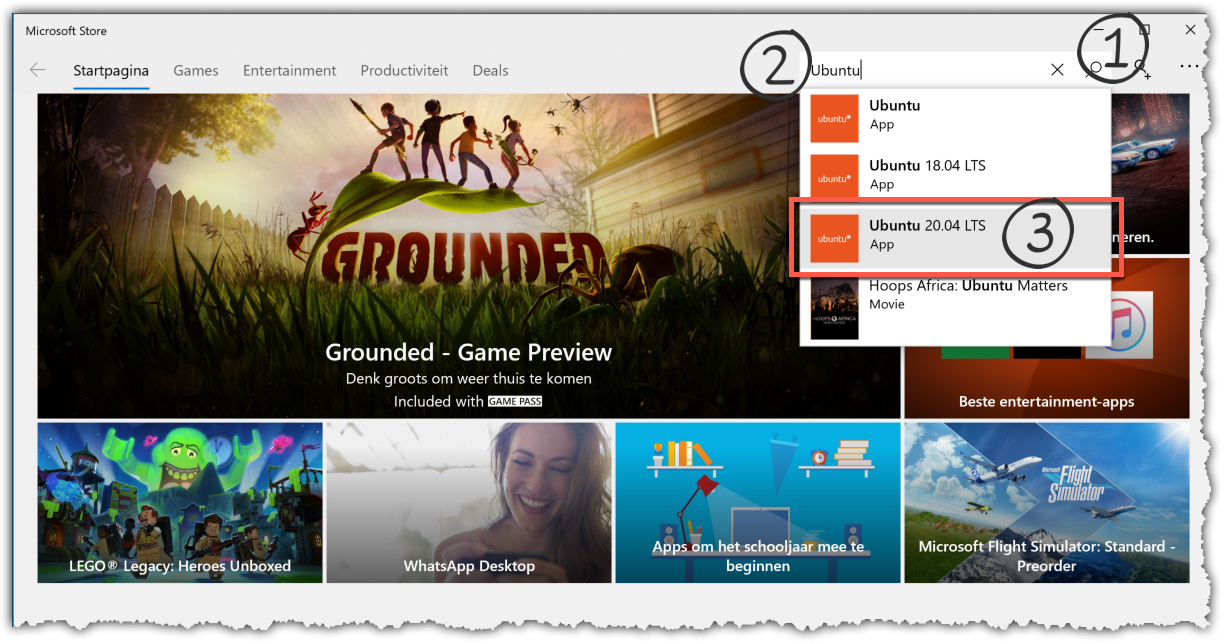 Microsoft Store
1
Startpagina
Games
Entertainment
Productiviteit
Deals
2
Ubuntu
ubuntu®
Ubuntu
App
ubuntu®
Ubuntu 18.04 LTS
App
ubuntu®
Ubuntu 20.04 LTS
App
3
HOOPS AFRICA
Hoops Africa: Ubuntu Matters
Movie
neren.
GROUNDED
Grounded - Game Preview
Denk groots om weer thuis te komen
Included with GAME PASS
Beste entertainment-apps
LEGO® Legacy: Heroes Unboxed
WhatsApp Desktop
Apps om het schooljaar mee te
beginnen
Microsoft
Flight
Simulator
Microsoft Flight Simulator: Standard -
Preorder